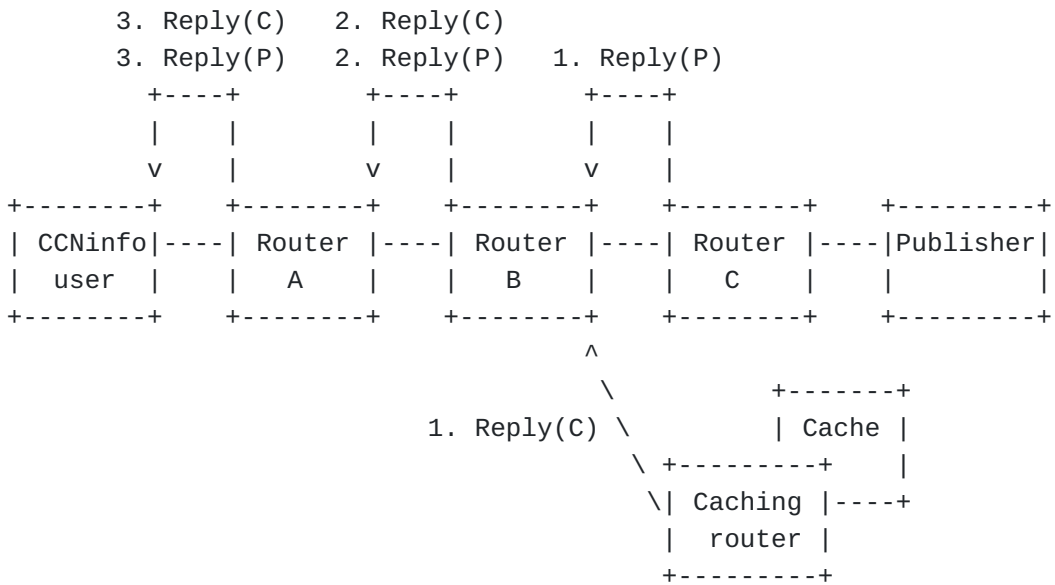 3. Reply(C) 2. Reply(C)
3. Reply(P) 2. Reply(P) 1. Reply(P)
CCNinfo Router Router Router Publisher
user A B C
Cache
1. Reply(C)
Caching
router